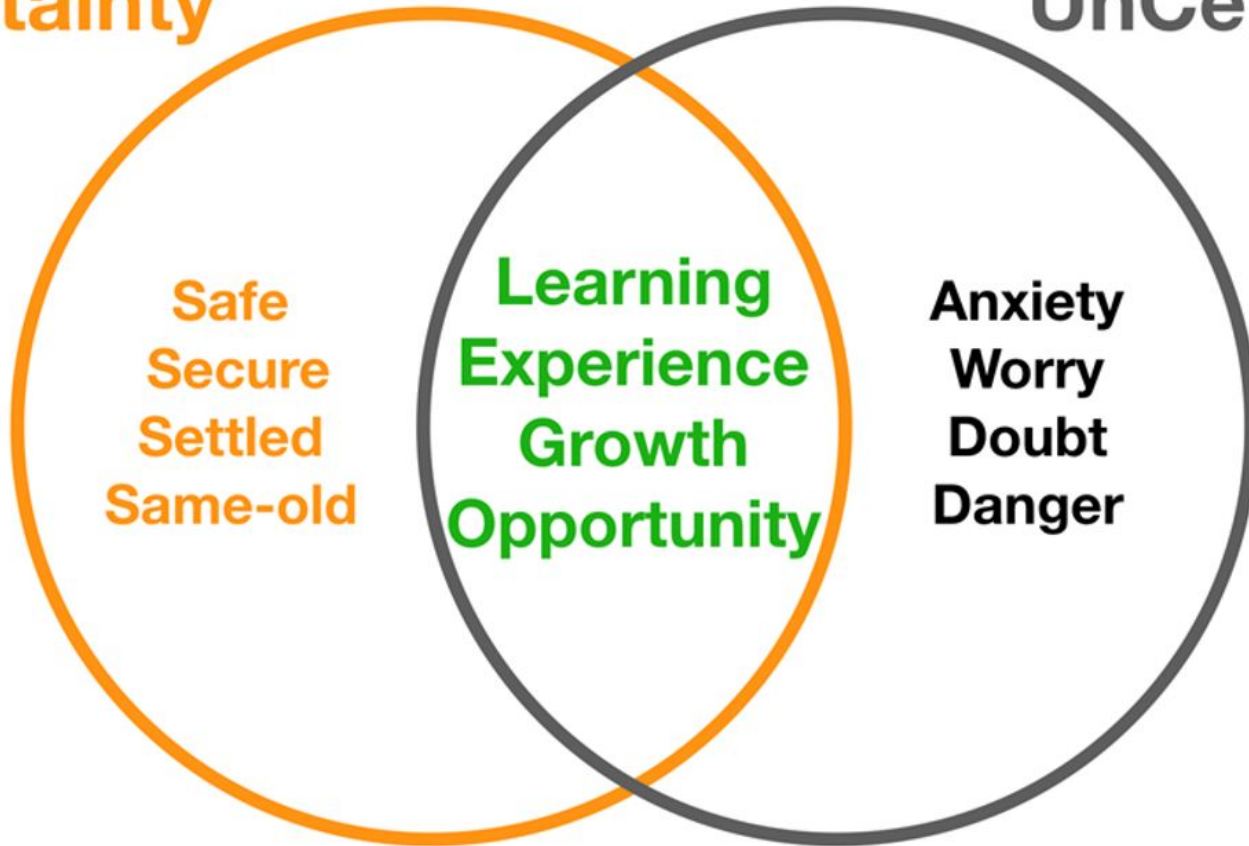 tainty
UnCe
Safe
Secure
Settled
Same-old
Learning
Experience
Growth
Opportunity
Anxiety
Worry
Doubt
Danger